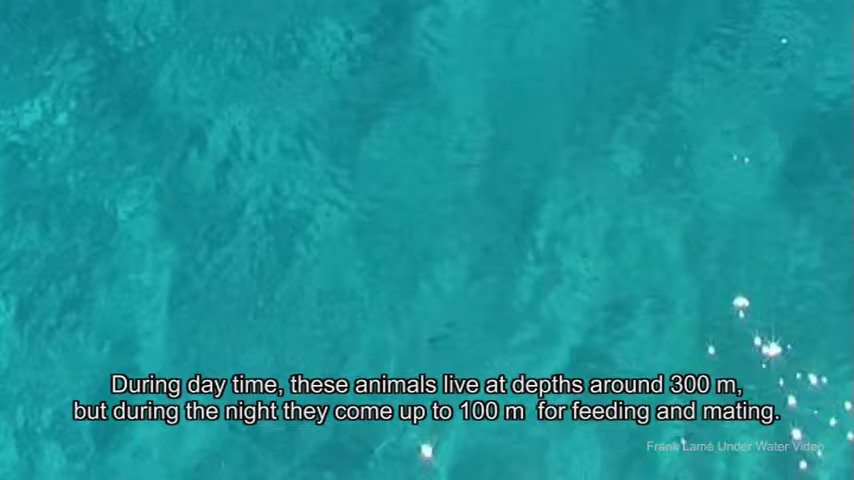 During day time, these animals live at depths around 300 m,
but during the night they come up to 100 m  for feeding and mating.
Frank Lamé Under Water Video